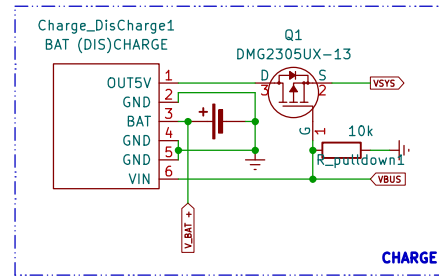 Charge_DisCharge1
BAT (DIS)CHARGE
Q1
DMG2305UX-13
OUT5V 1
GND 2
BAT 3
GND 4
GND 5
VIN 6
D
3
S
2
G
1
VSYS
+
10k
R_pulldown1
VBUS
V_BAT +
CHARGE